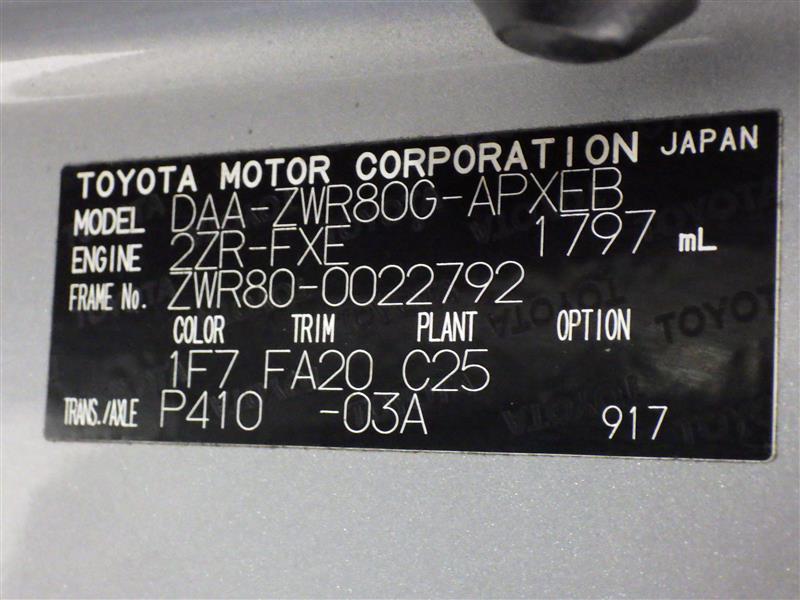 TOYOTA MOTOR CORPORATION JAPAN
MODEL DAA-ZWR80G-APXEB
ENGINE 2ZR-FXE 1797 mL
FRAME No. ZWR80-0022792
COLOR TRIM PLANT OPTION
1F7 FA20 C25
TRANS./AXLE P410 -03A 917